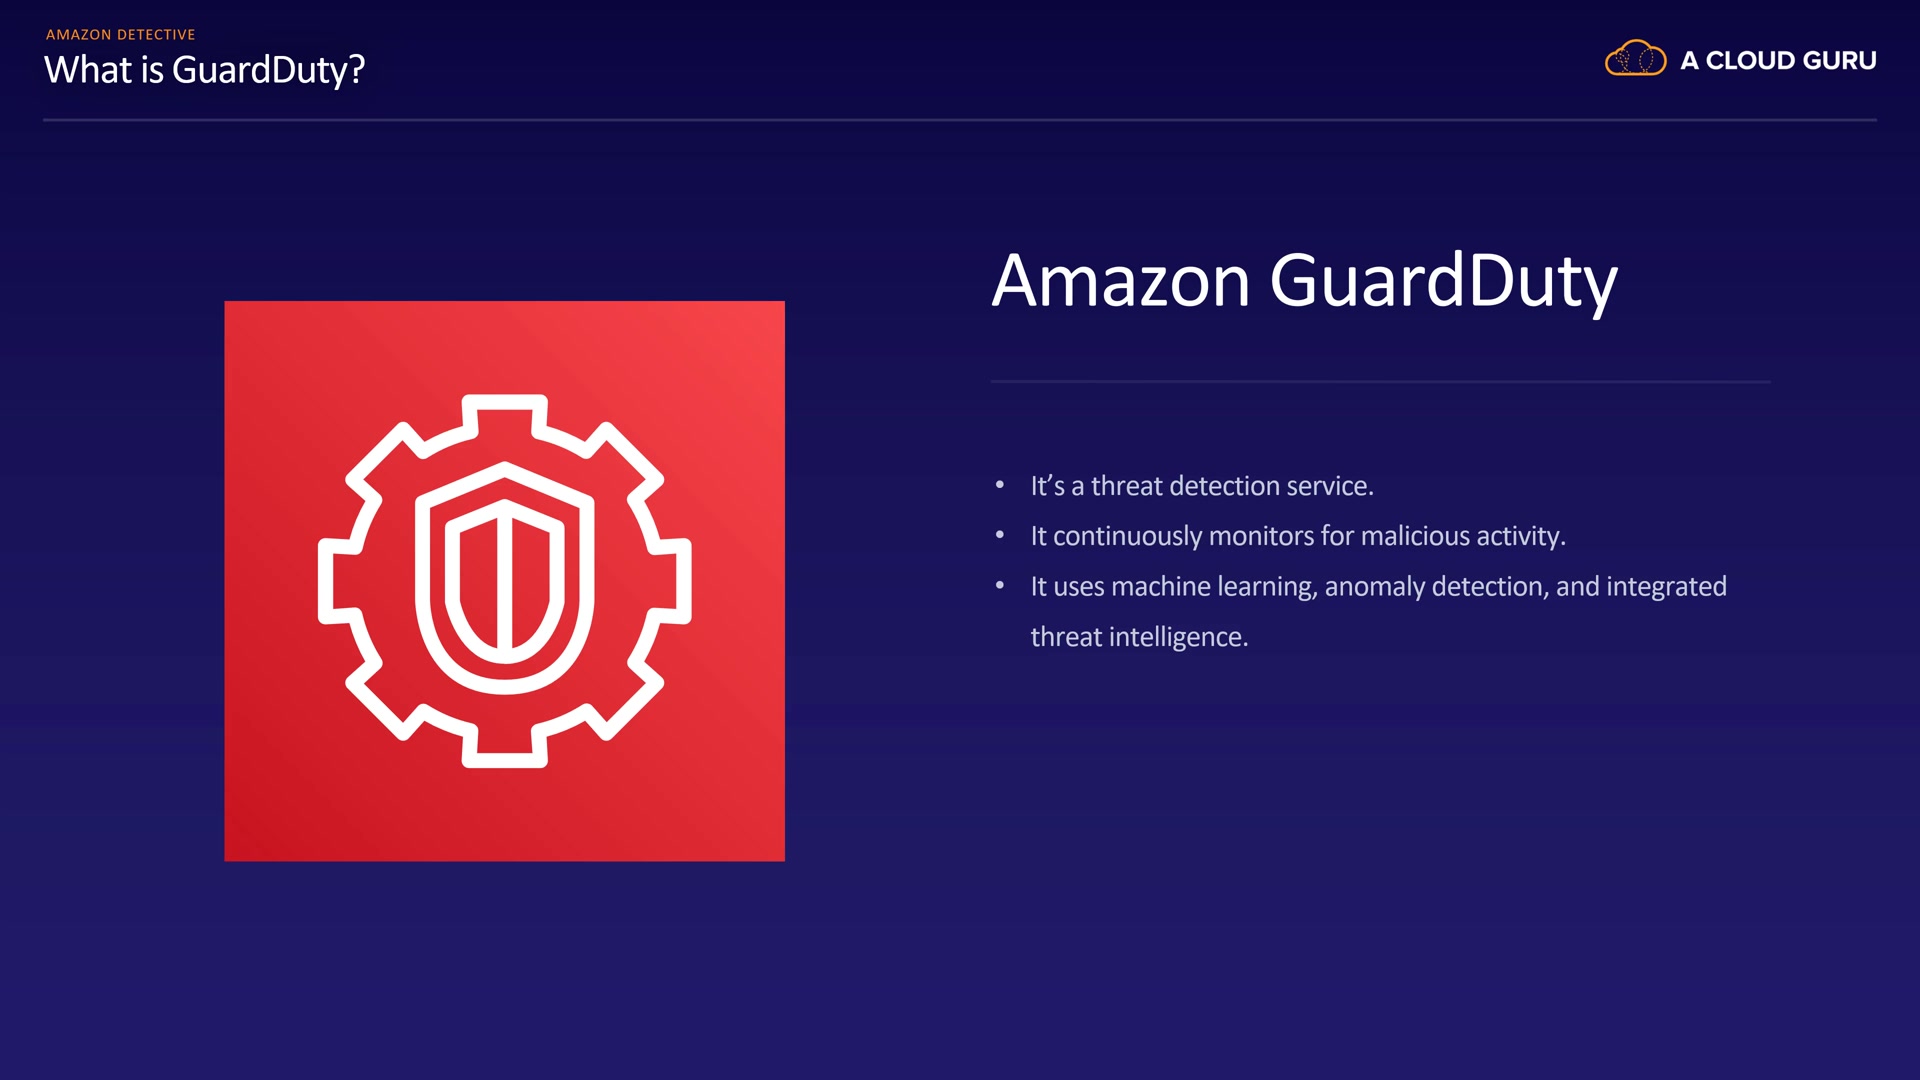 AMAZON DETECTIVE
What is GuardDuty?
A CLOUD GURU
Amazon GuardDuty
• It’s a threat detection service.
• It continuously monitors for malicious activity.
• It uses machine learning, anomaly detection, and integrated
threat intelligence.